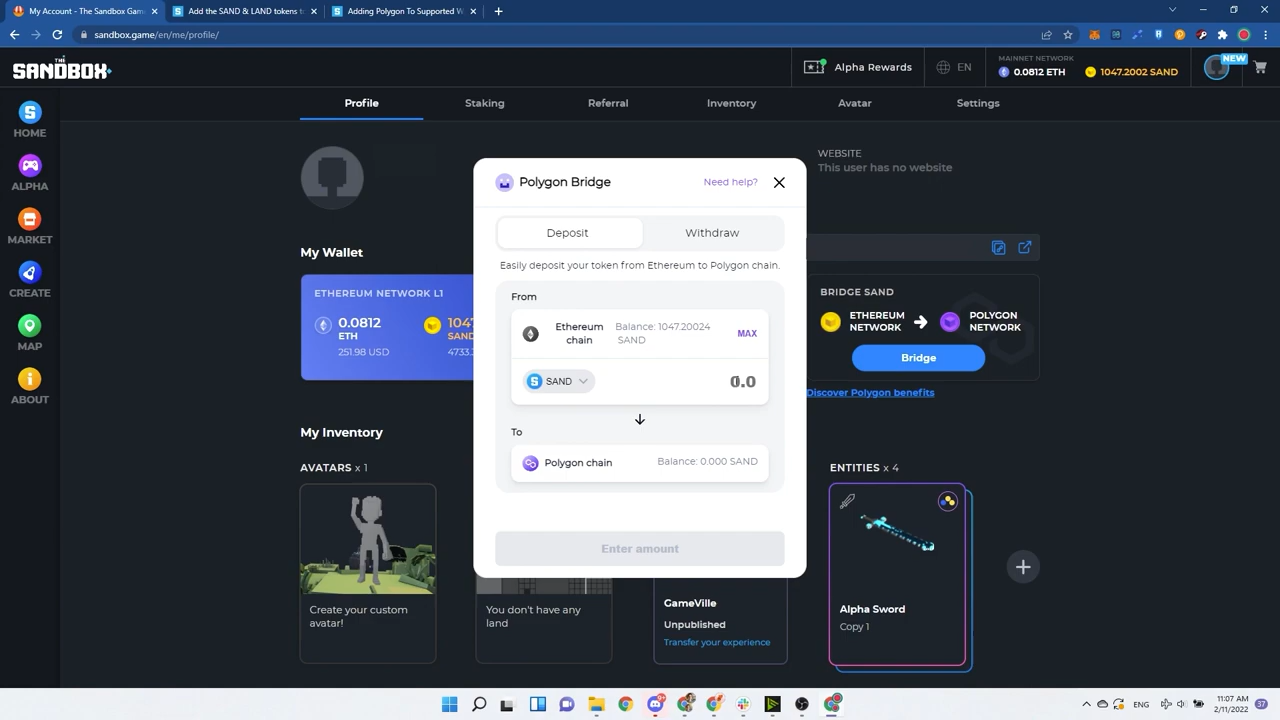 My Account - The Sandbox Gam
Add the SAND & LAND tokens to
Adding Polygon To Supported W
sandbox.game/en/me/profile/
THE
SANDBOX
Alpha Rewards
EN
MAINNET NETWORK
0.0812 ETH
1047.2002 SAND
NEW
Profile
Staking
Referral
Inventory
Avatar
Settings
HOME
ALPHA
MARKET
CREATE
MAP
ABOUT
WEBSITE
This user has no website
My Wallet
ETHEREUM NETWORK L1
0.0812
ETH
251.98 USD
1047
SAND
4733.
Polygon Bridge
Need help?
Deposit
Withdraw
Easily deposit your token from Ethereum to Polygon chain.
From
Ethereum chain
Balance: 1047.20024 SAND
MAX
SAND
0.0
To
Polygon chain
Balance: 0.000 SAND
Enter amount
BRIDGE SAND
ETHEREUM NETWORK
POLYGON NETWORK
Bridge
Discover Polygon benefits
My Inventory
AVATARS x 1
Create your custom avatar!
You don't have any land
GameVille
Unpublished
Transfer your experience
ENTITIES x 4
Alpha Sword
Copy 1
9+
ENG
11:07 AM
2/11/2022
37